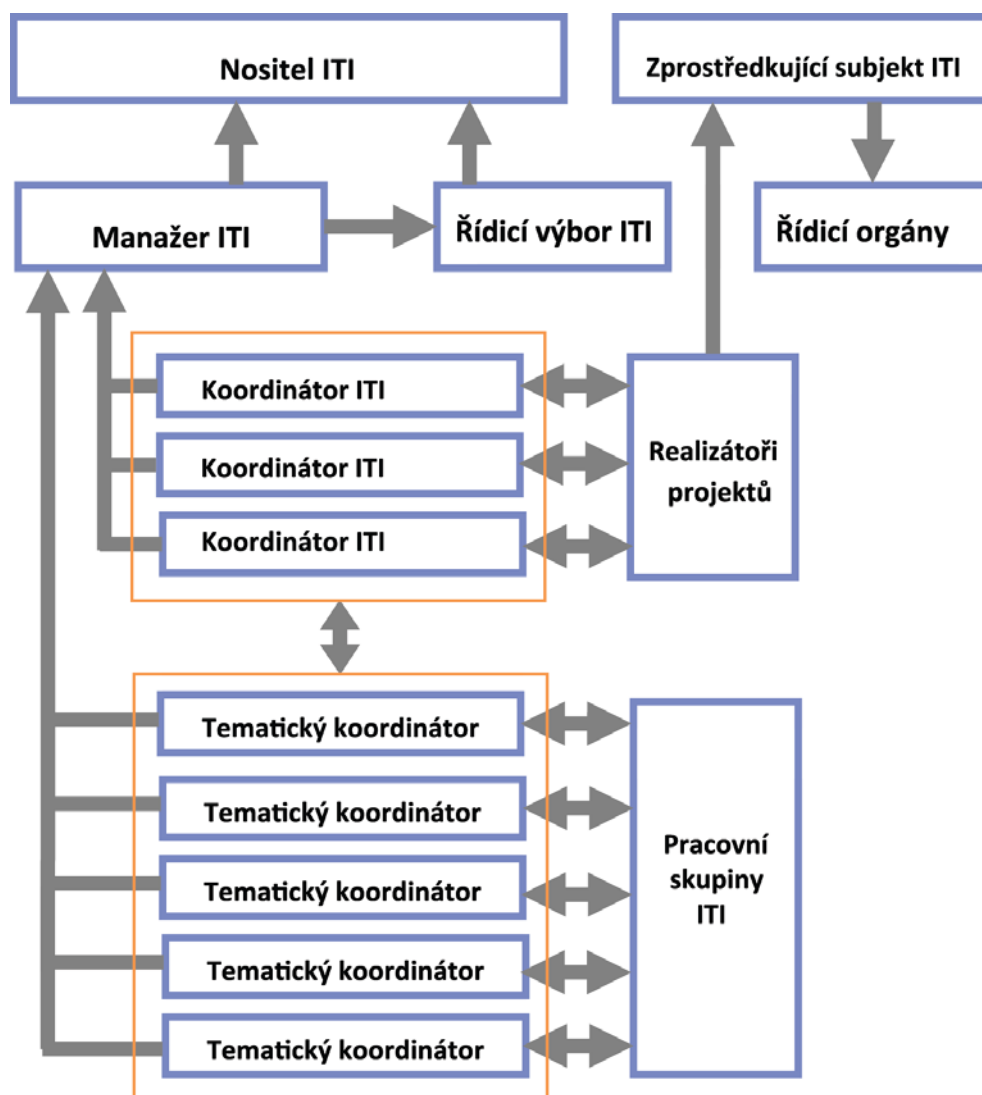 Nositel ITI
Zprostředkující subjekt ITI
Manažer ITI
Řídicí výbor ITI
Řídicí orgány
Koordinátor ITI
Koordinátor ITI
Koordinátor ITI
Realizátoři
projektů
Tematický koordinátor
Tematický koordinátor
Tematický koordinátor
Tematický koordinátor
Tematický koordinátor
Pracovní
skupiny
ITI